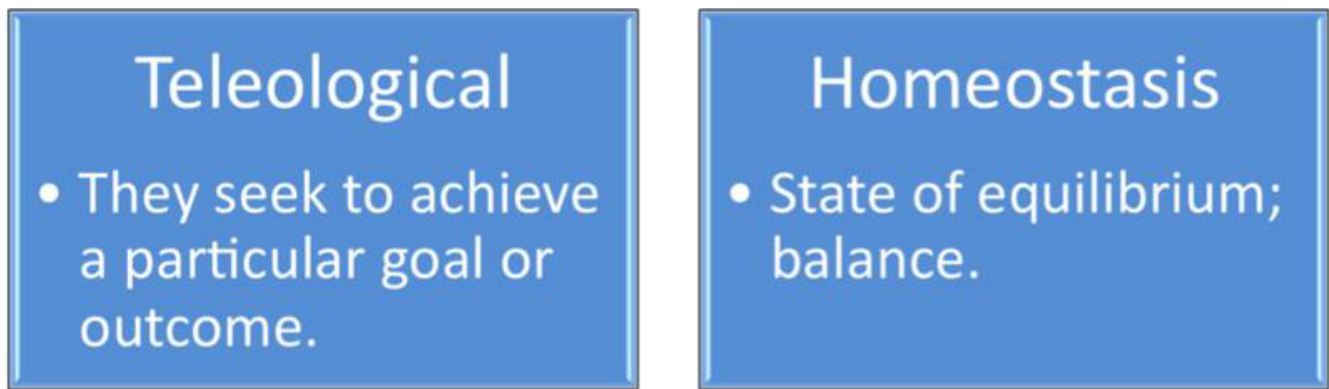 Teleological
• They seek to achieve
a particular goal or
outcome.
Homeostasis
• State of equilibrium;
balance.